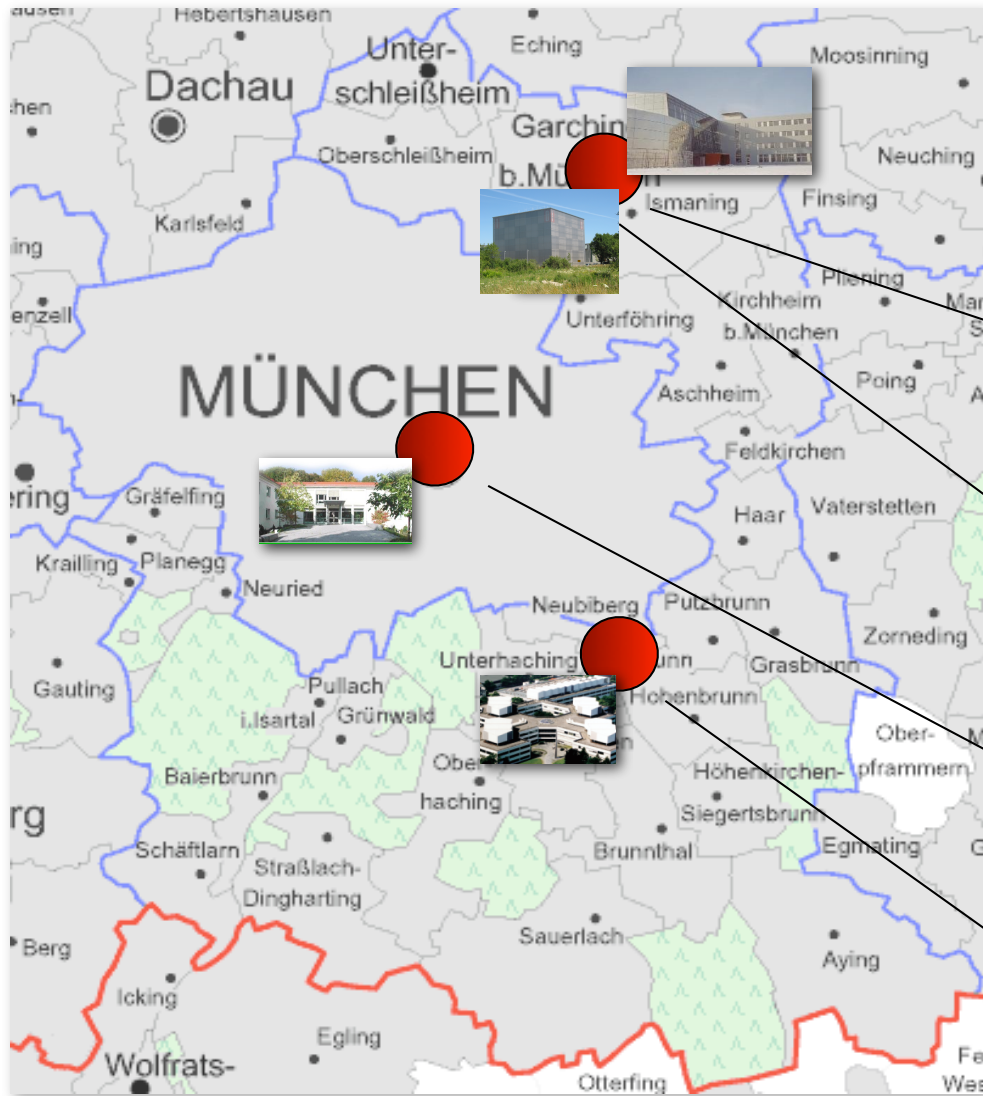 Hebertshausen
Eching
Unter-
schleißheim
Moosinning
Dachau
Garching
b.
Oberschleißheim
Neuching
Karlsfeld
Ismaning
Finsing
Pliening
Unterföhring
Kirchheim
b.München
MÜNCHEN
Aschheim
Poing
Feldkirchen
Gräfelfing
Haar
Vaterstetten
Krailling
Planegg
Neuried
Neubiberg
Putzbrunn
Zorneding
Gauting
Unterhaching
Grasbrunn
Pullach
i.Isartal
Grünwald
Hohenbrunn
Ober-
pframmern
Baierbrunn
Ober
haching
Höhenkirchen-
Siegertsbrunn
Schäftlarn
Straßlach-
Dingharting
Brunnthal
Egmating
Sauerlach
Berg
Aying
Icking
Egling
Wolfrats-
Otterfing